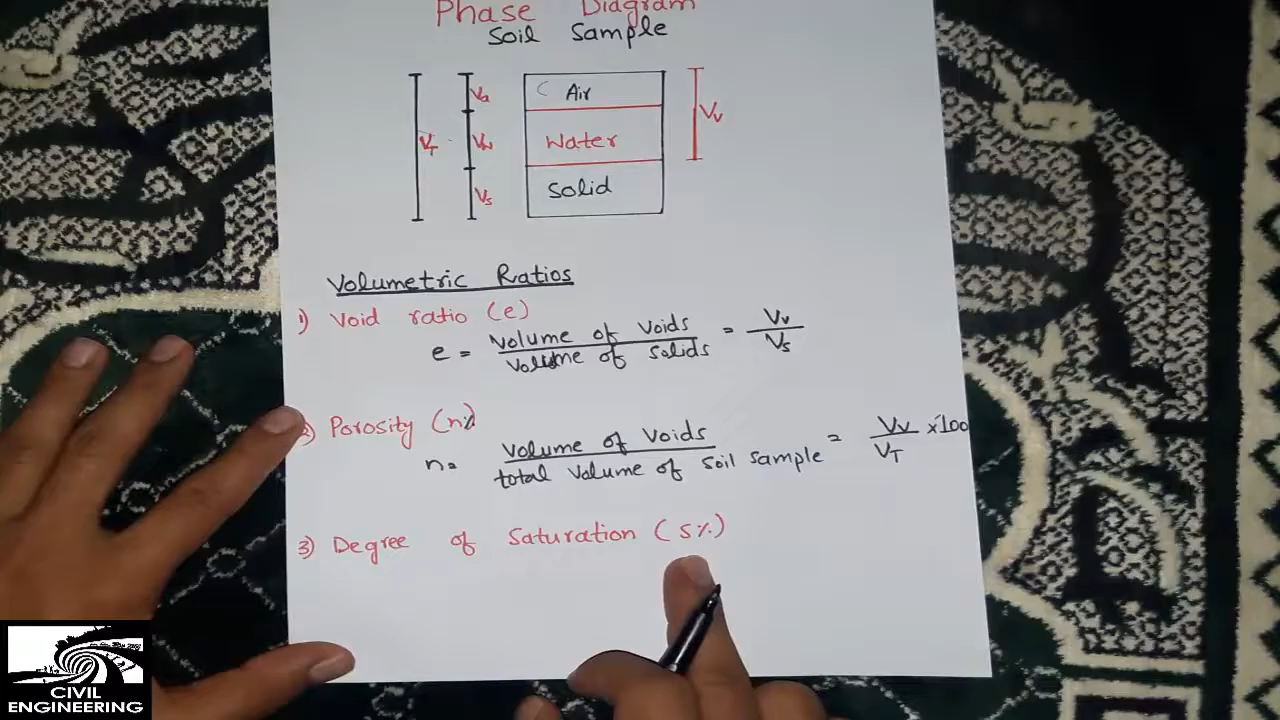 Phase Diagram
Soil Sample
Va
Air
Vv
VT
Vw
Water
Vs
Solid
Volumetric Ratios
1) Void ratio (e)
e = Volume of Voids / Volume of Solids = Vv / Vs
2) Porosity (n%)
n = Volume of Voids / total Volume of Soil sample = Vv / VT × 100
3) Degree of Saturation (S%)
CIVIL
ENGINEERING